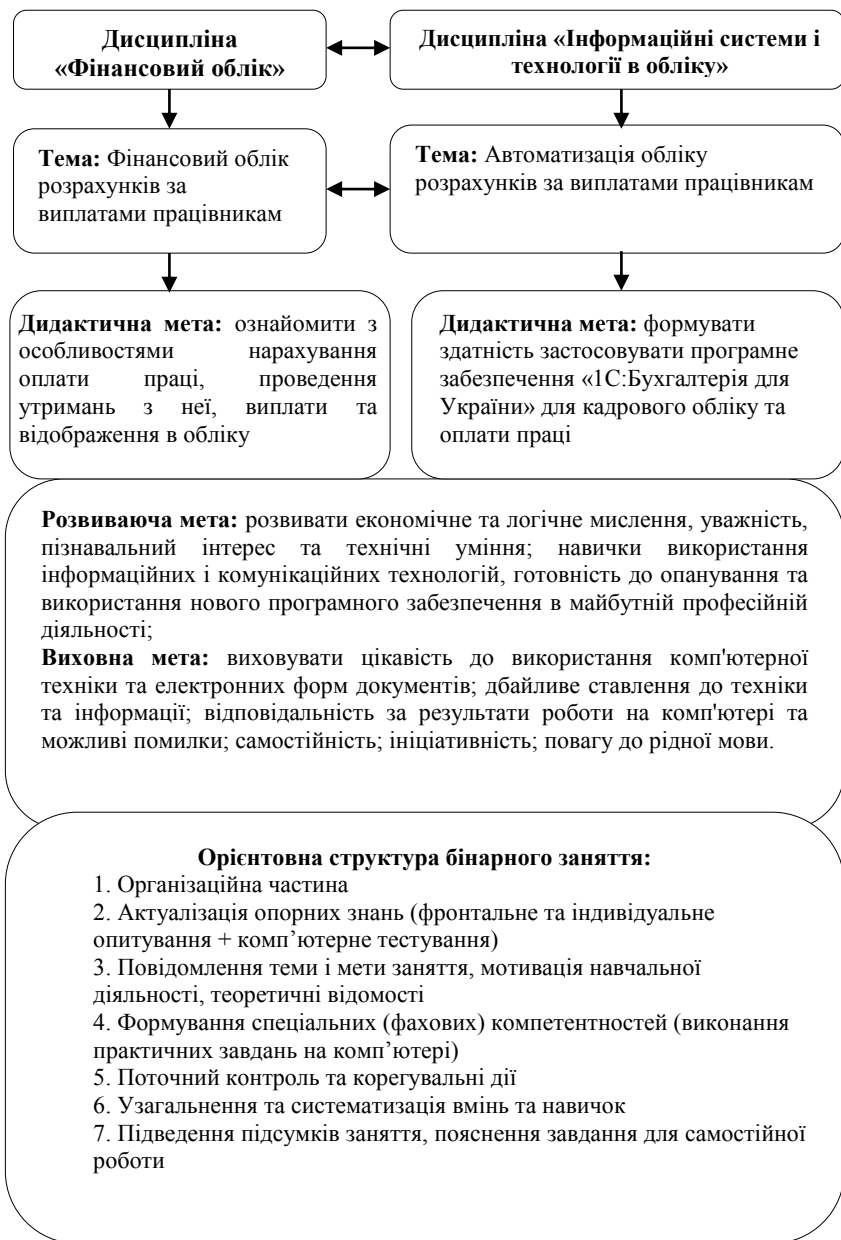 Дисципліна
«Фінансовий облік»
Дисципліна «Інформаційні системи і
технології в обліку»
Тема: Фінансовий облік
розрахунків за
виплатами працівникам
Тема: Автоматизація обліку
розрахунків за виплатами працівникам
Дидактична мета: ознайомити з
особливостями нарахування
оплати праці, проведення
утримань з неї, виплати та
відображення в обліку
Дидактична мета: формувати
здатність застосовувати програмне
забезпечення «1С:Бухгалтерія для
України» для кадрового обліку та
оплати праці
Розвиваюча мета: розвивати економічне та логічне мислення, уважність,
пізнавальний інтерес та технічні уміння; навички використання
інформаційних і комунікаційних технологій, готовність до опанування та
використання нового програмного забезпечення в майбутній професійній
діяльності;
Виховна мета: виховувати цікавість до використання комп'ютерної
техніки та електронних форм документів; дбайливе ставлення до техніки
та інформації; відповідальність за результати роботи на комп'ютері та
можливі помилки; самостійність; ініціативність; повагу до рідної мови.
Орієнтовна структура бінарного заняття:
1. Організаційна частина
2. Актуалізація опорних знань (фронтальне та індивідуальне
опитування + комп’ютерне тестування)
3. Повідомлення теми і мети заняття, мотивація навчальної
діяльності, теоретичні відомості
4. Формування спеціальних (фахових) компетентностей (виконання
практичних завдань на комп’ютері)
5. Поточний контроль та корегувальні дії
6. Узагальнення та систематизація вмінь та навичок
7. Підведення підсумків заняття, пояснення завдання для самостійної
роботи